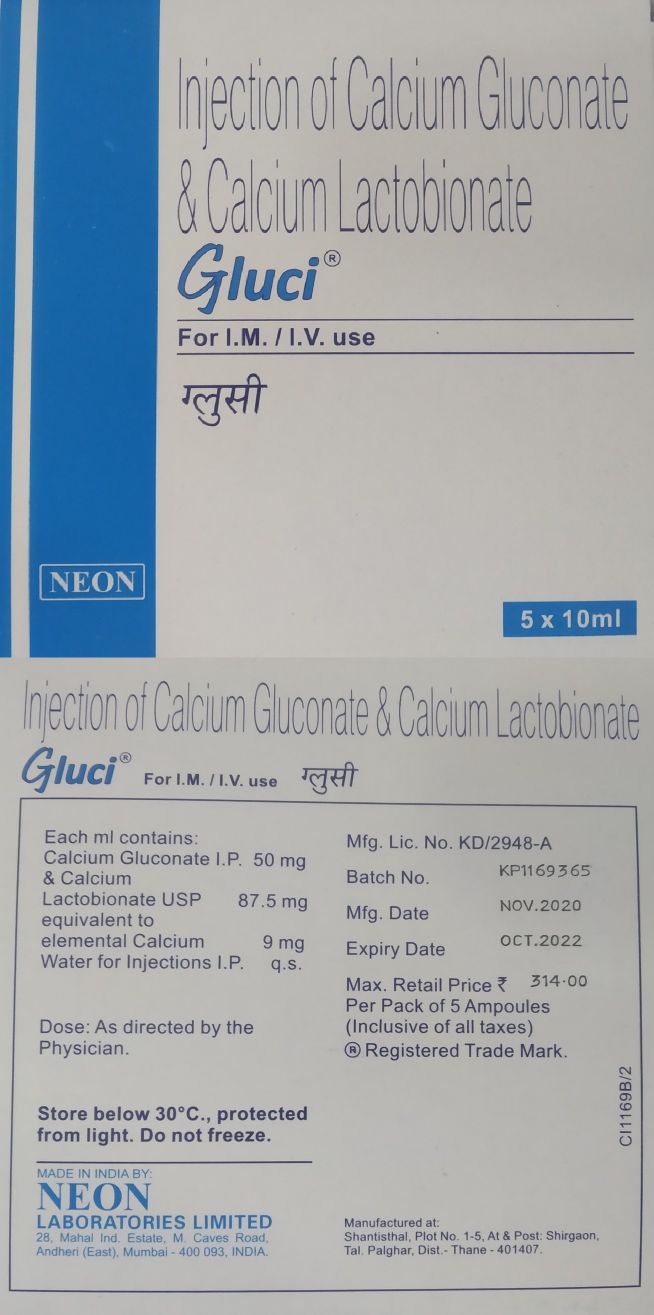 Injection of Calcium Gluconate
& Calcium Lactobionate
Gluci®
For I.M. / I.V. use
ग्लुसी
NEON
5 x 10ml
Injection of Calcium Gluconate & Calcium Lactobionate
Gluci® For I.M. / I.V. use ग्लुसी
Each ml contains:
Calcium Gluconate I.P. 50 mg
& Calcium
Lactobionate USP 87.5 mg
equivalent to
elemental Calcium 9 mg
Water for Injections I.P. q.s.
Dose: As directed by the
Physician.
Store below 30°C., protected
from light. Do not freeze.
MADE IN INDIA BY:
NEON
LABORATORIES LIMITED
28, Mahal Ind. Estate, M. Caves Road,
Andheri (East), Mumbai - 400 093, INDIA.
Mfg. Lic. No. KD/2948-A
Batch No. KP1169365
Mfg. Date NOV.2020
Expiry Date OCT.2022
Max. Retail Price ₹ 314.00
Per Pack of 5 Ampoules
(Inclusive of all taxes)
® Registered Trade Mark.
CI1169B/2
Manufactured at:
Shantisthal, Plot No. 1-5, At & Post: Shirgaon,
Tal. Palghar, Dist.- Thane - 401407.